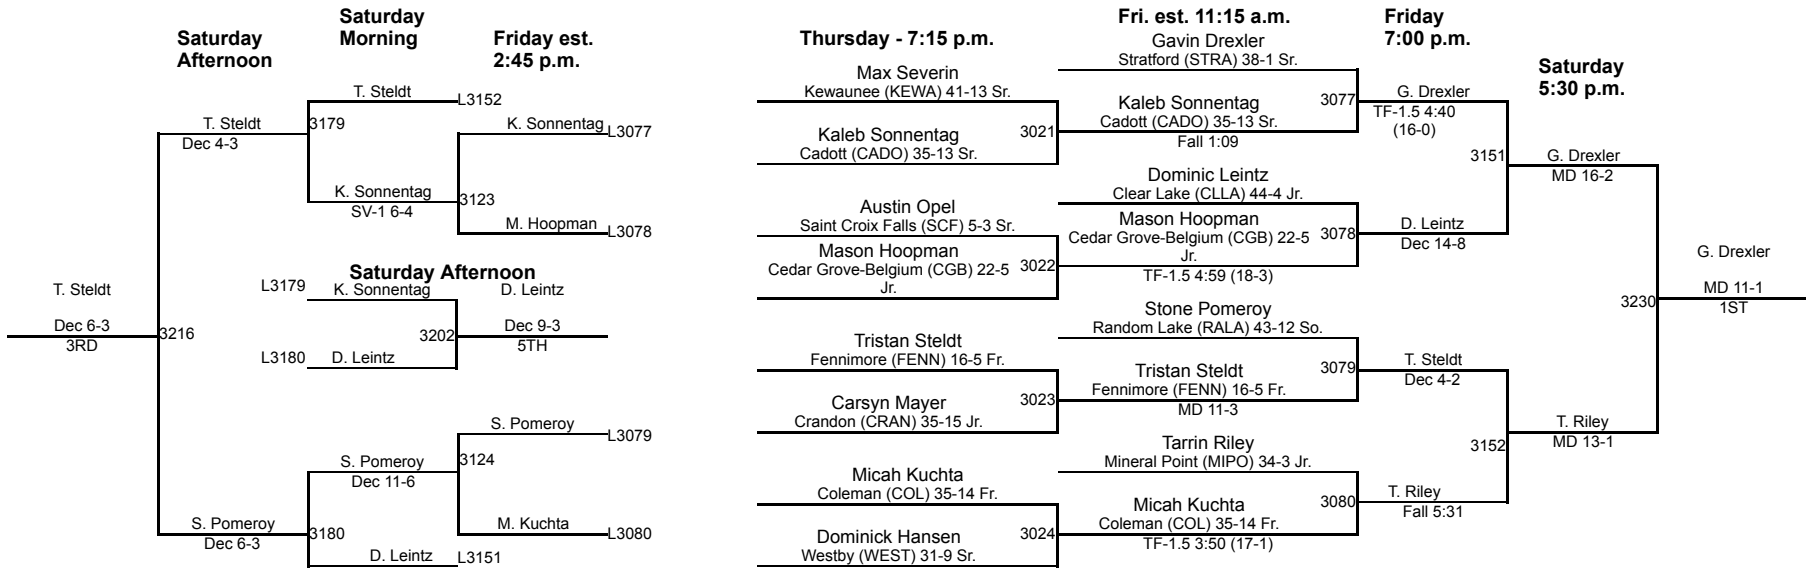 Saturday
Afternoon
Saturday
Morning
Friday est.
2:45 p.m.
T. Steldt
L3152
T. Steldt
3179
Dec 4-3
K. Sonnentag
L3077
K. Sonnentag
3123
SV-1 6-4
M. Hoopman
L3078
Saturday Afternoon
T. Steldt
L3179
K. Sonnentag
D. Leintz
Dec 6-3
3216
3202
Dec 9-3
3RD
5TH
L3180
D. Leintz
S. Pomeroy
L3079
S. Pomeroy
3124
Dec 11-6
S. Pomeroy
3180
M. Kuchta
L3080
Dec 6-3
D. Leintz
L3151
Thursday - 7:15 p.m.
Fri. est. 11:15 a.m.
Friday
7:00 p.m.
Saturday
5:30 p.m.
Max Severin
Kewaunee (KEWA) 41-13 Sr.
3021
Kaleb Sonnentag
Cadott (CADO) 35-13 Sr.
Austin Opel
Saint Croix Falls (SCF) 5-3 Sr.
Mason Hoopman
Cedar Grove-Belgium (CGB) 22-5
Jr.
3022
Tristan Steldt
Fennimore (FENN) 16-5 Fr.
3023
Carsyn Mayer
Crandon (CRAN) 35-15 Jr.
Micah Kuchta
Coleman (COL) 35-14 Fr.
3024
Dominick Hansen
Westby (WEST) 31-9 Sr.
Gavin Drexler
Stratford (STRA) 38-1 Sr.
3077
Kaleb Sonnentag
Cadott (CADO) 35-13 Sr.
Fall 1:09
Dominic Leintz
Clear Lake (CLLA) 44-4 Jr.
Mason Hoopman
Cedar Grove-Belgium (CGB) 22-5
Jr.
3078
TF-1.5 4:59 (18-3)
Stone Pomeroy
Random Lake (RALA) 43-12 So.
3079
Tristan Steldt
Fennimore (FENN) 16-5 Fr.
MD 11-3
Tarrin Riley
Mineral Point (MIPO) 34-3 Jr.
3080
Micah Kuchta
Coleman (COL) 35-14 Fr.
TF-1.5 3:50 (17-1)
G. Drexler
TF-1.5 4:40
(16-0)
3151
D. Leintz
Dec 14-8
T. Steldt
Dec 4-2
3152
T. Riley
Fall 5:31
G. Drexler
MD 16-2
3230
T. Riley
MD 13-1
G. Drexler
MD 11-1
1ST